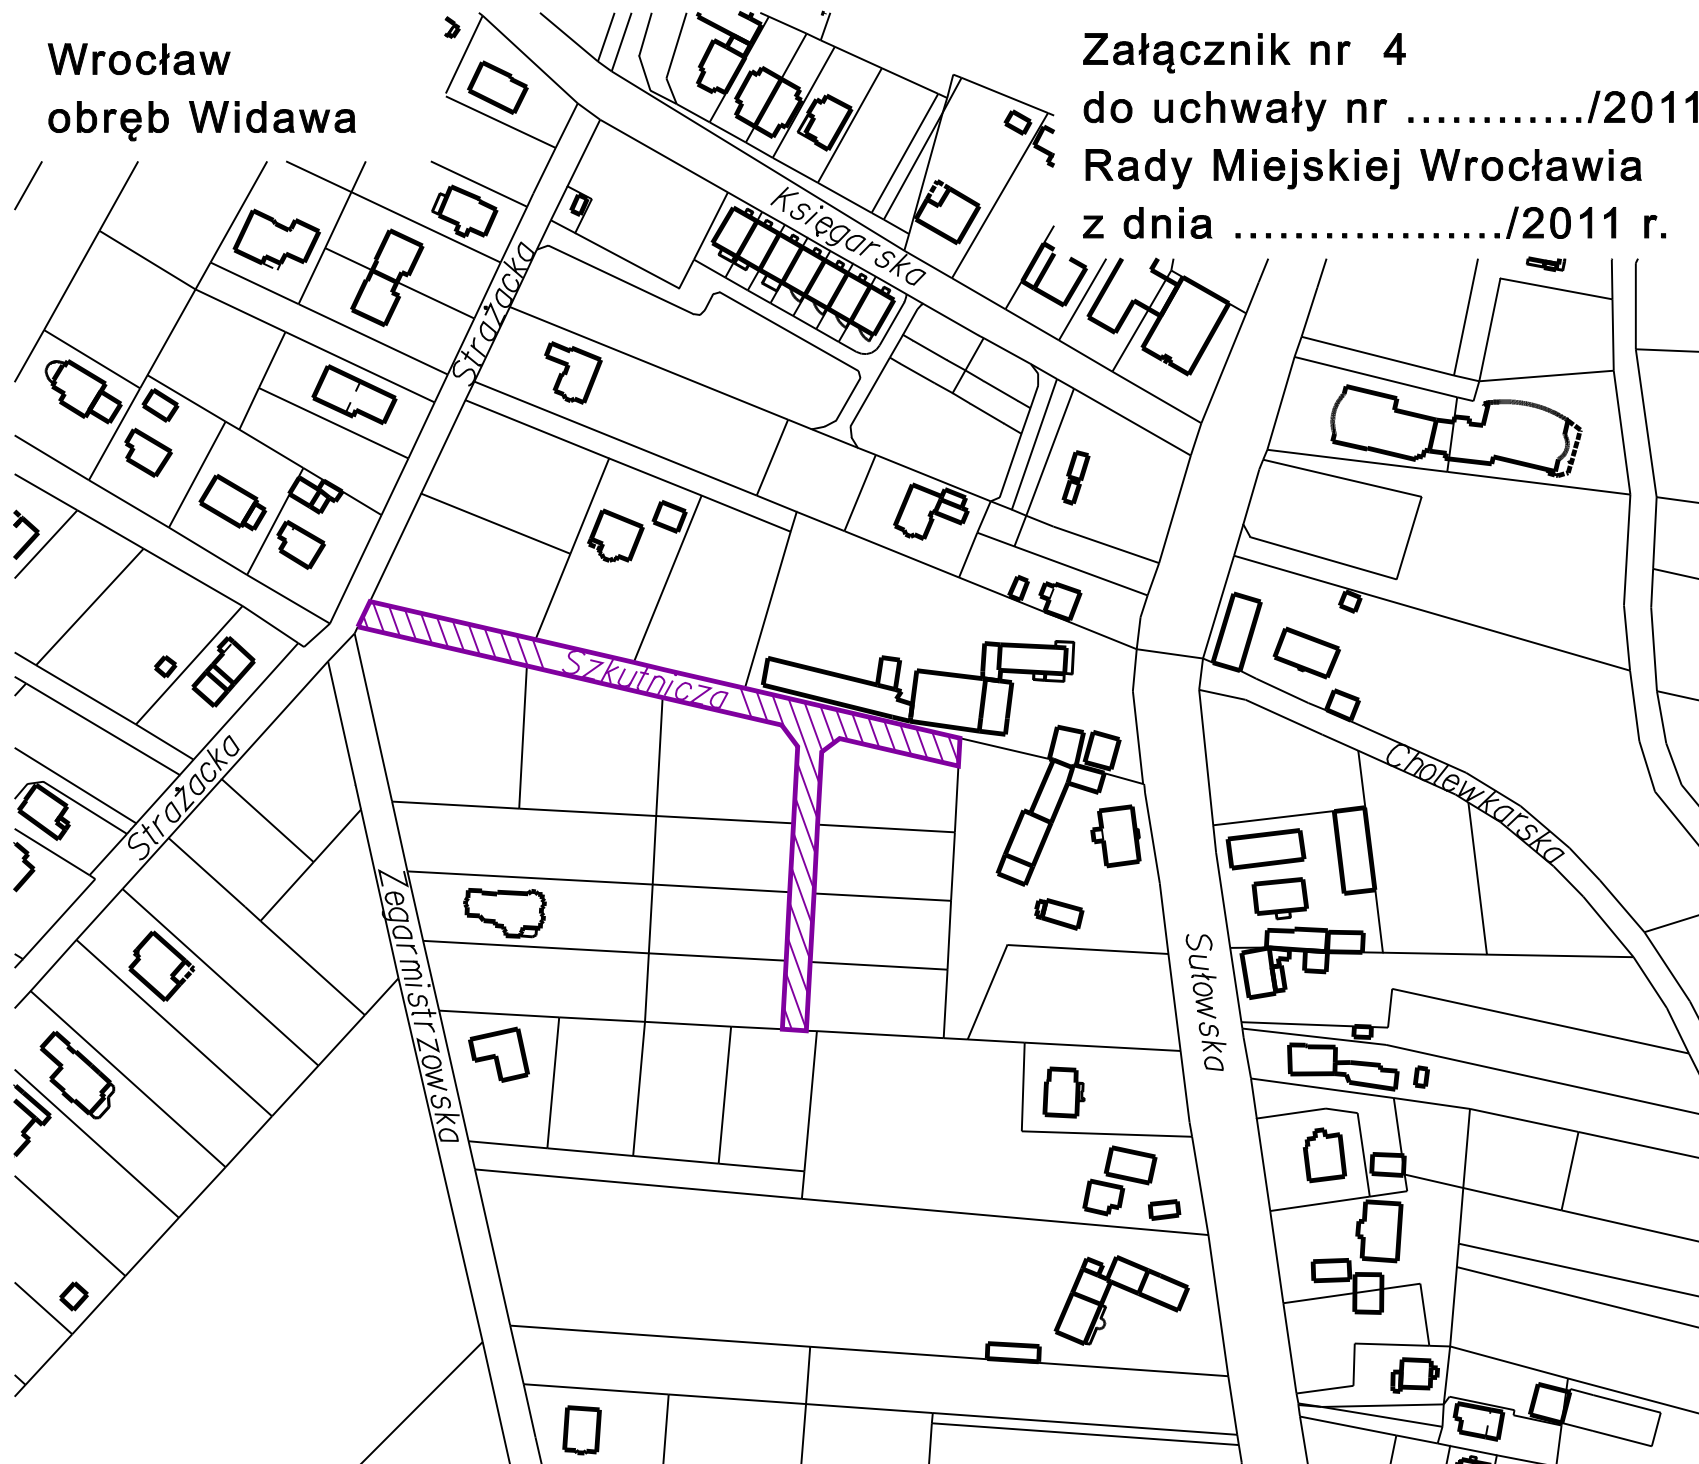 Wrocław
obręb Widawa
Załącznik nr 4
do uchwały nr ............/2011
Rady Miejskiej Wrocławia
z dnia ................../2011 r.
Księgarska
Strażacka
Szkutnicza
Strażacka
Cholewkarska
Zegarmistrzowska
Sułowska